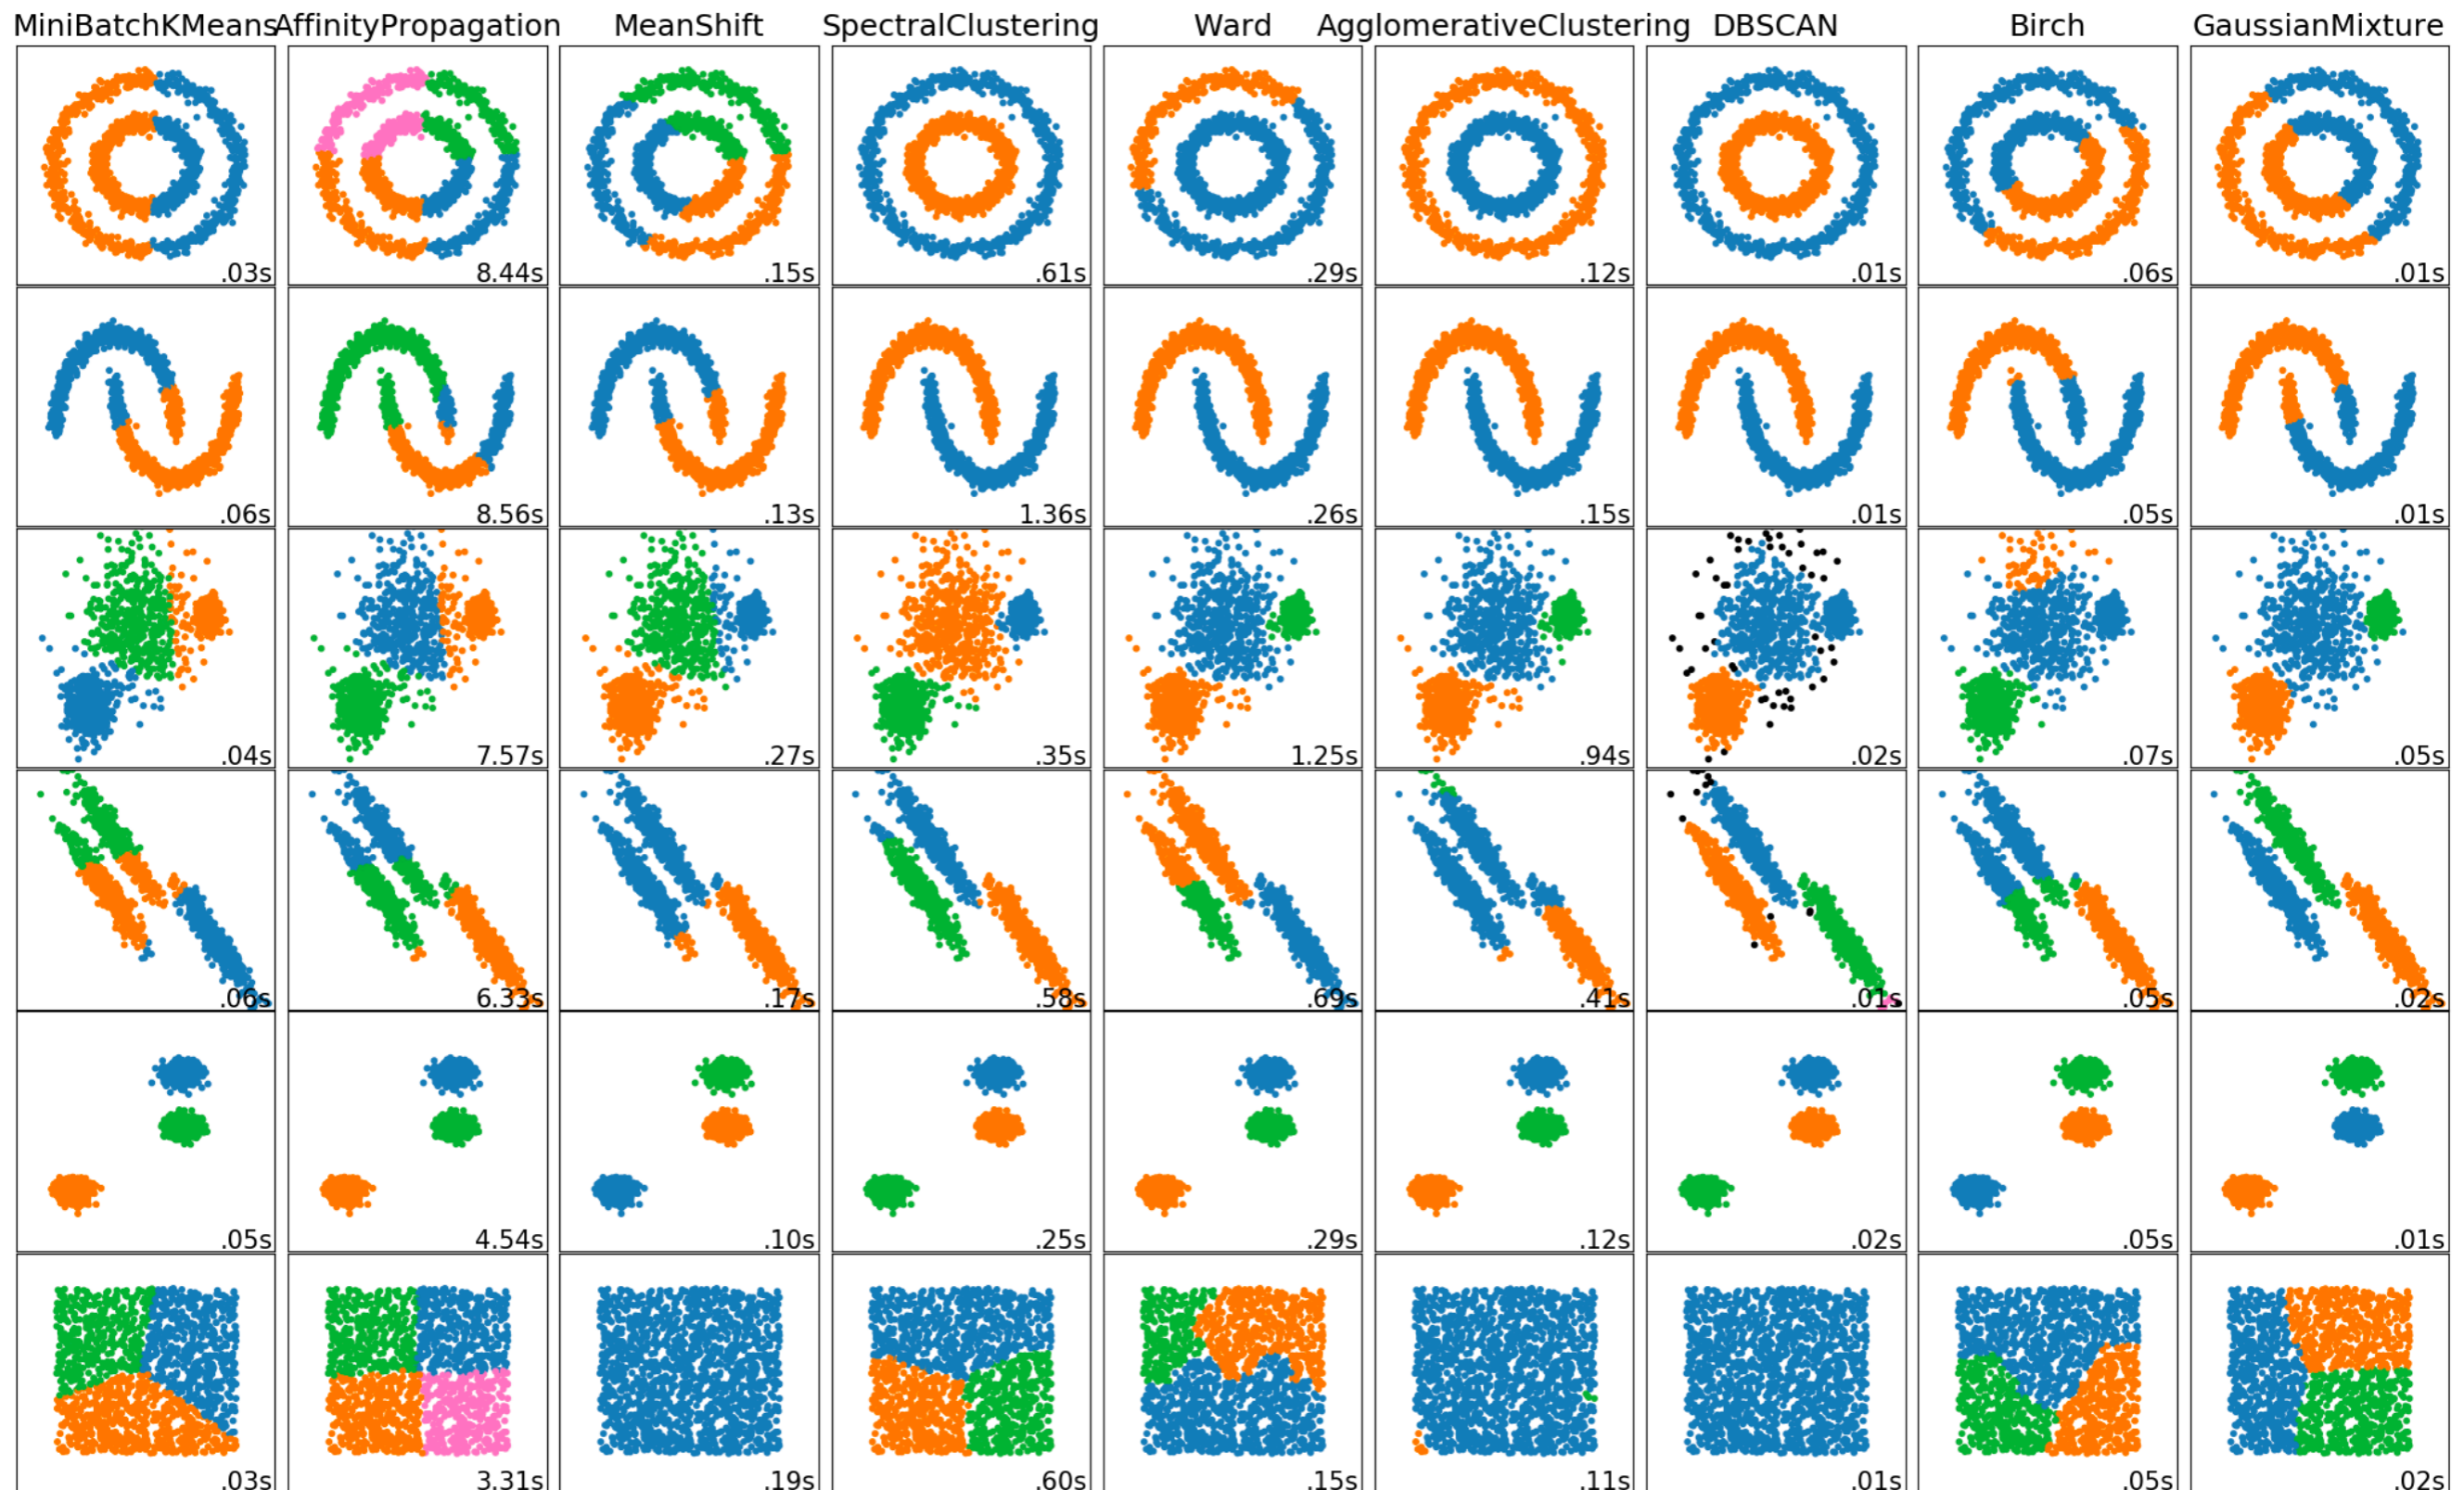 MiniBatchKMeans AffinityPropagation MeanShift SpectralClustering Ward AgglomerativeClustering DBSCAN Birch GaussianMixture
.03s 8.44s .15s .61s .29s .12s .01s .06s .01s
.06s 8.56s .13s 1.36s .26s .15s .01s .05s .01s
.04s 7.57s .27s .35s 1.25s .94s .02s .07s .05s
.06s 6.33s .17s .58s .69s .41s .01s .05s .02s
.05s 4.54s .10s .25s .29s .12s .02s .05s .01s
.03s 3.31s .19s .60s .15s .11s .01s .05s .02s